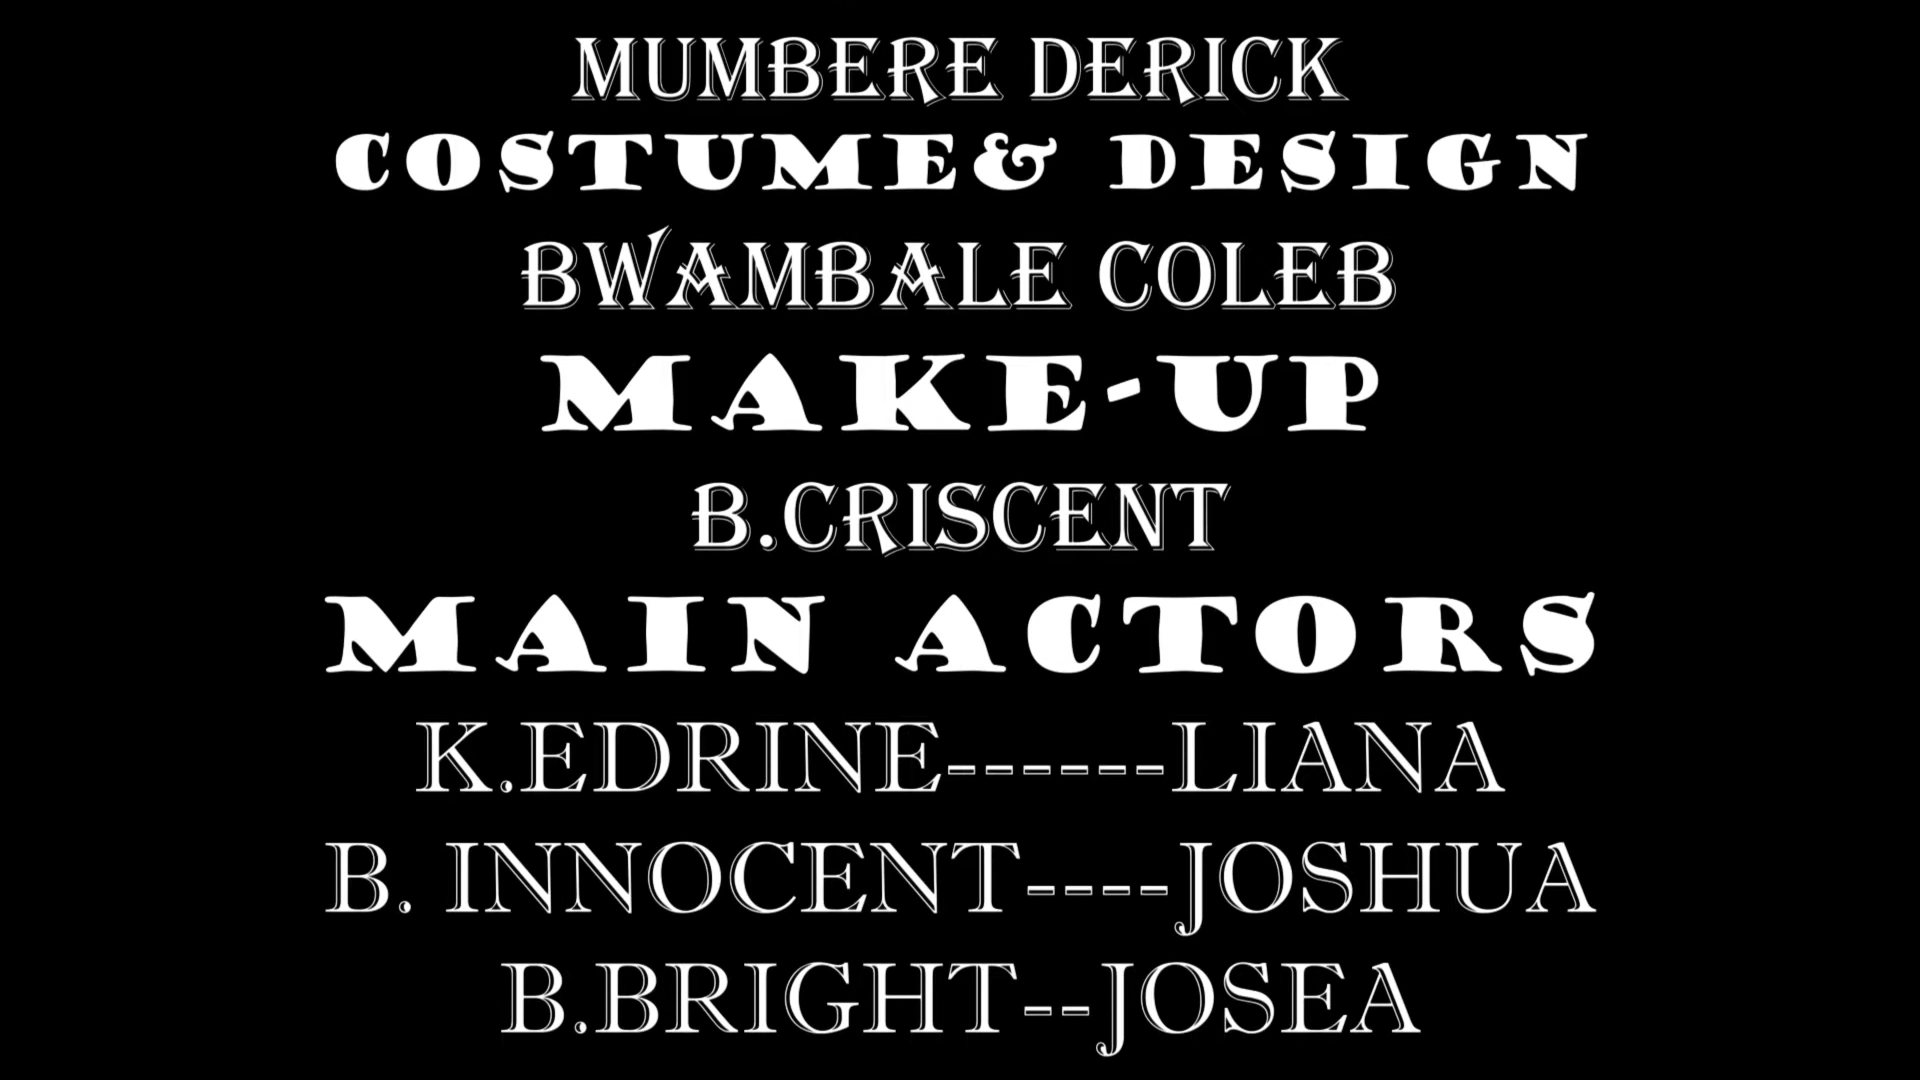 MUMBERE DERICK
COSTUME& DESIGN
BWAMBALE COLEB
MAKE-UP
B.CRISCENT
MAIN ACTORS
K.EDRINE------LIANA
B. INNOCENT----JOSHUA
B.BRIGHT--JOSEA